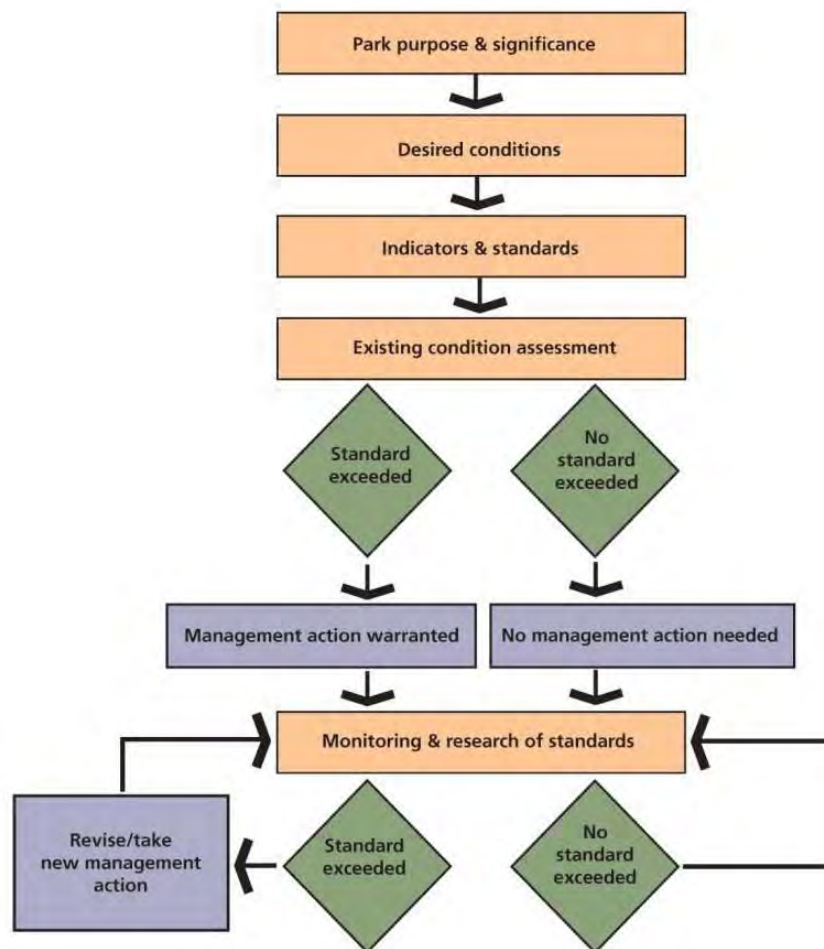 Park purpose & significance
Desired conditions
Indicators & standards
Existing condition assessment
Standard
exceeded
No
standard
exceeded
Management action warranted
No management action needed
Monitoring & research of standards
Revise/take
new management
action
Standard
exceeded
No
standard
exceeded